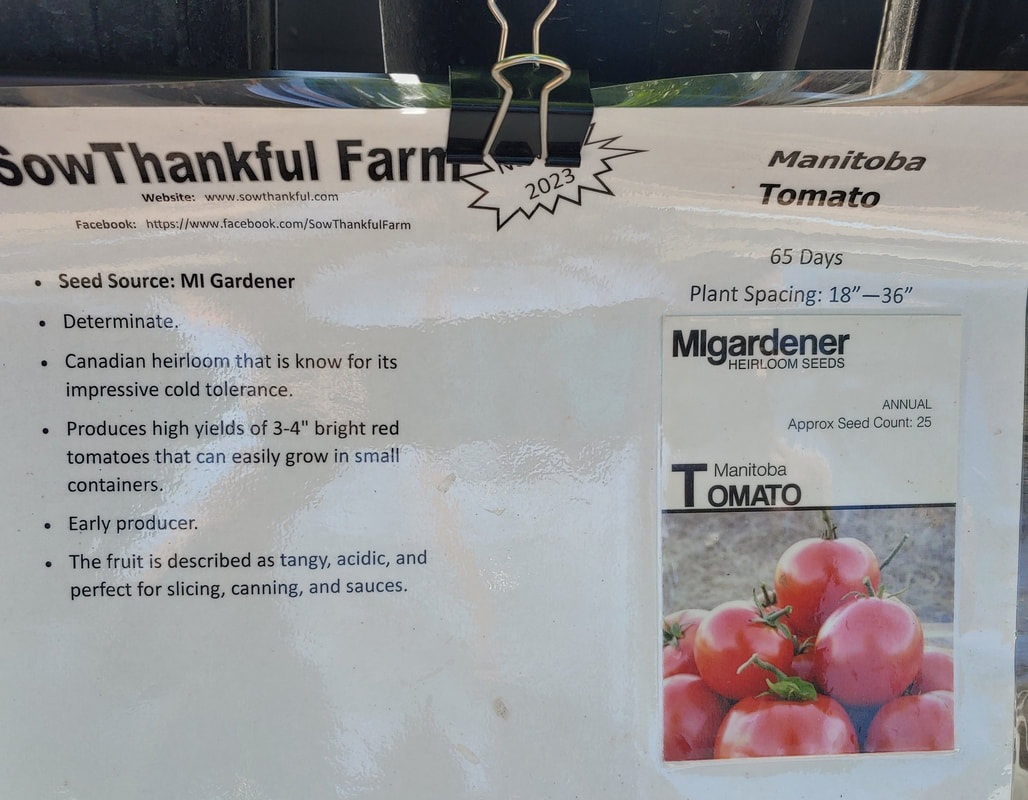 SowThankful Farm
Website: www.sowthankful.com
Facebook: https://www.facebook.com/SowThankfulFarm
2023
Manitoba
Tomato
65 Days
Plant Spacing: 18”—36”
• Seed Source: MI Gardener
• Determinate.
• Canadian heirloom that is know for its
impressive cold tolerance.
• Produces high yields of 3-4" bright red
tomatoes that can easily grow in small
containers.
• Early producer.
• The fruit is described as tangy, acidic, and
perfect for slicing, canning, and sauces.
MIgardener
HEIRLOOM SEEDS
ANNUAL
Approx Seed Count: 25
Manitoba
TOMATO